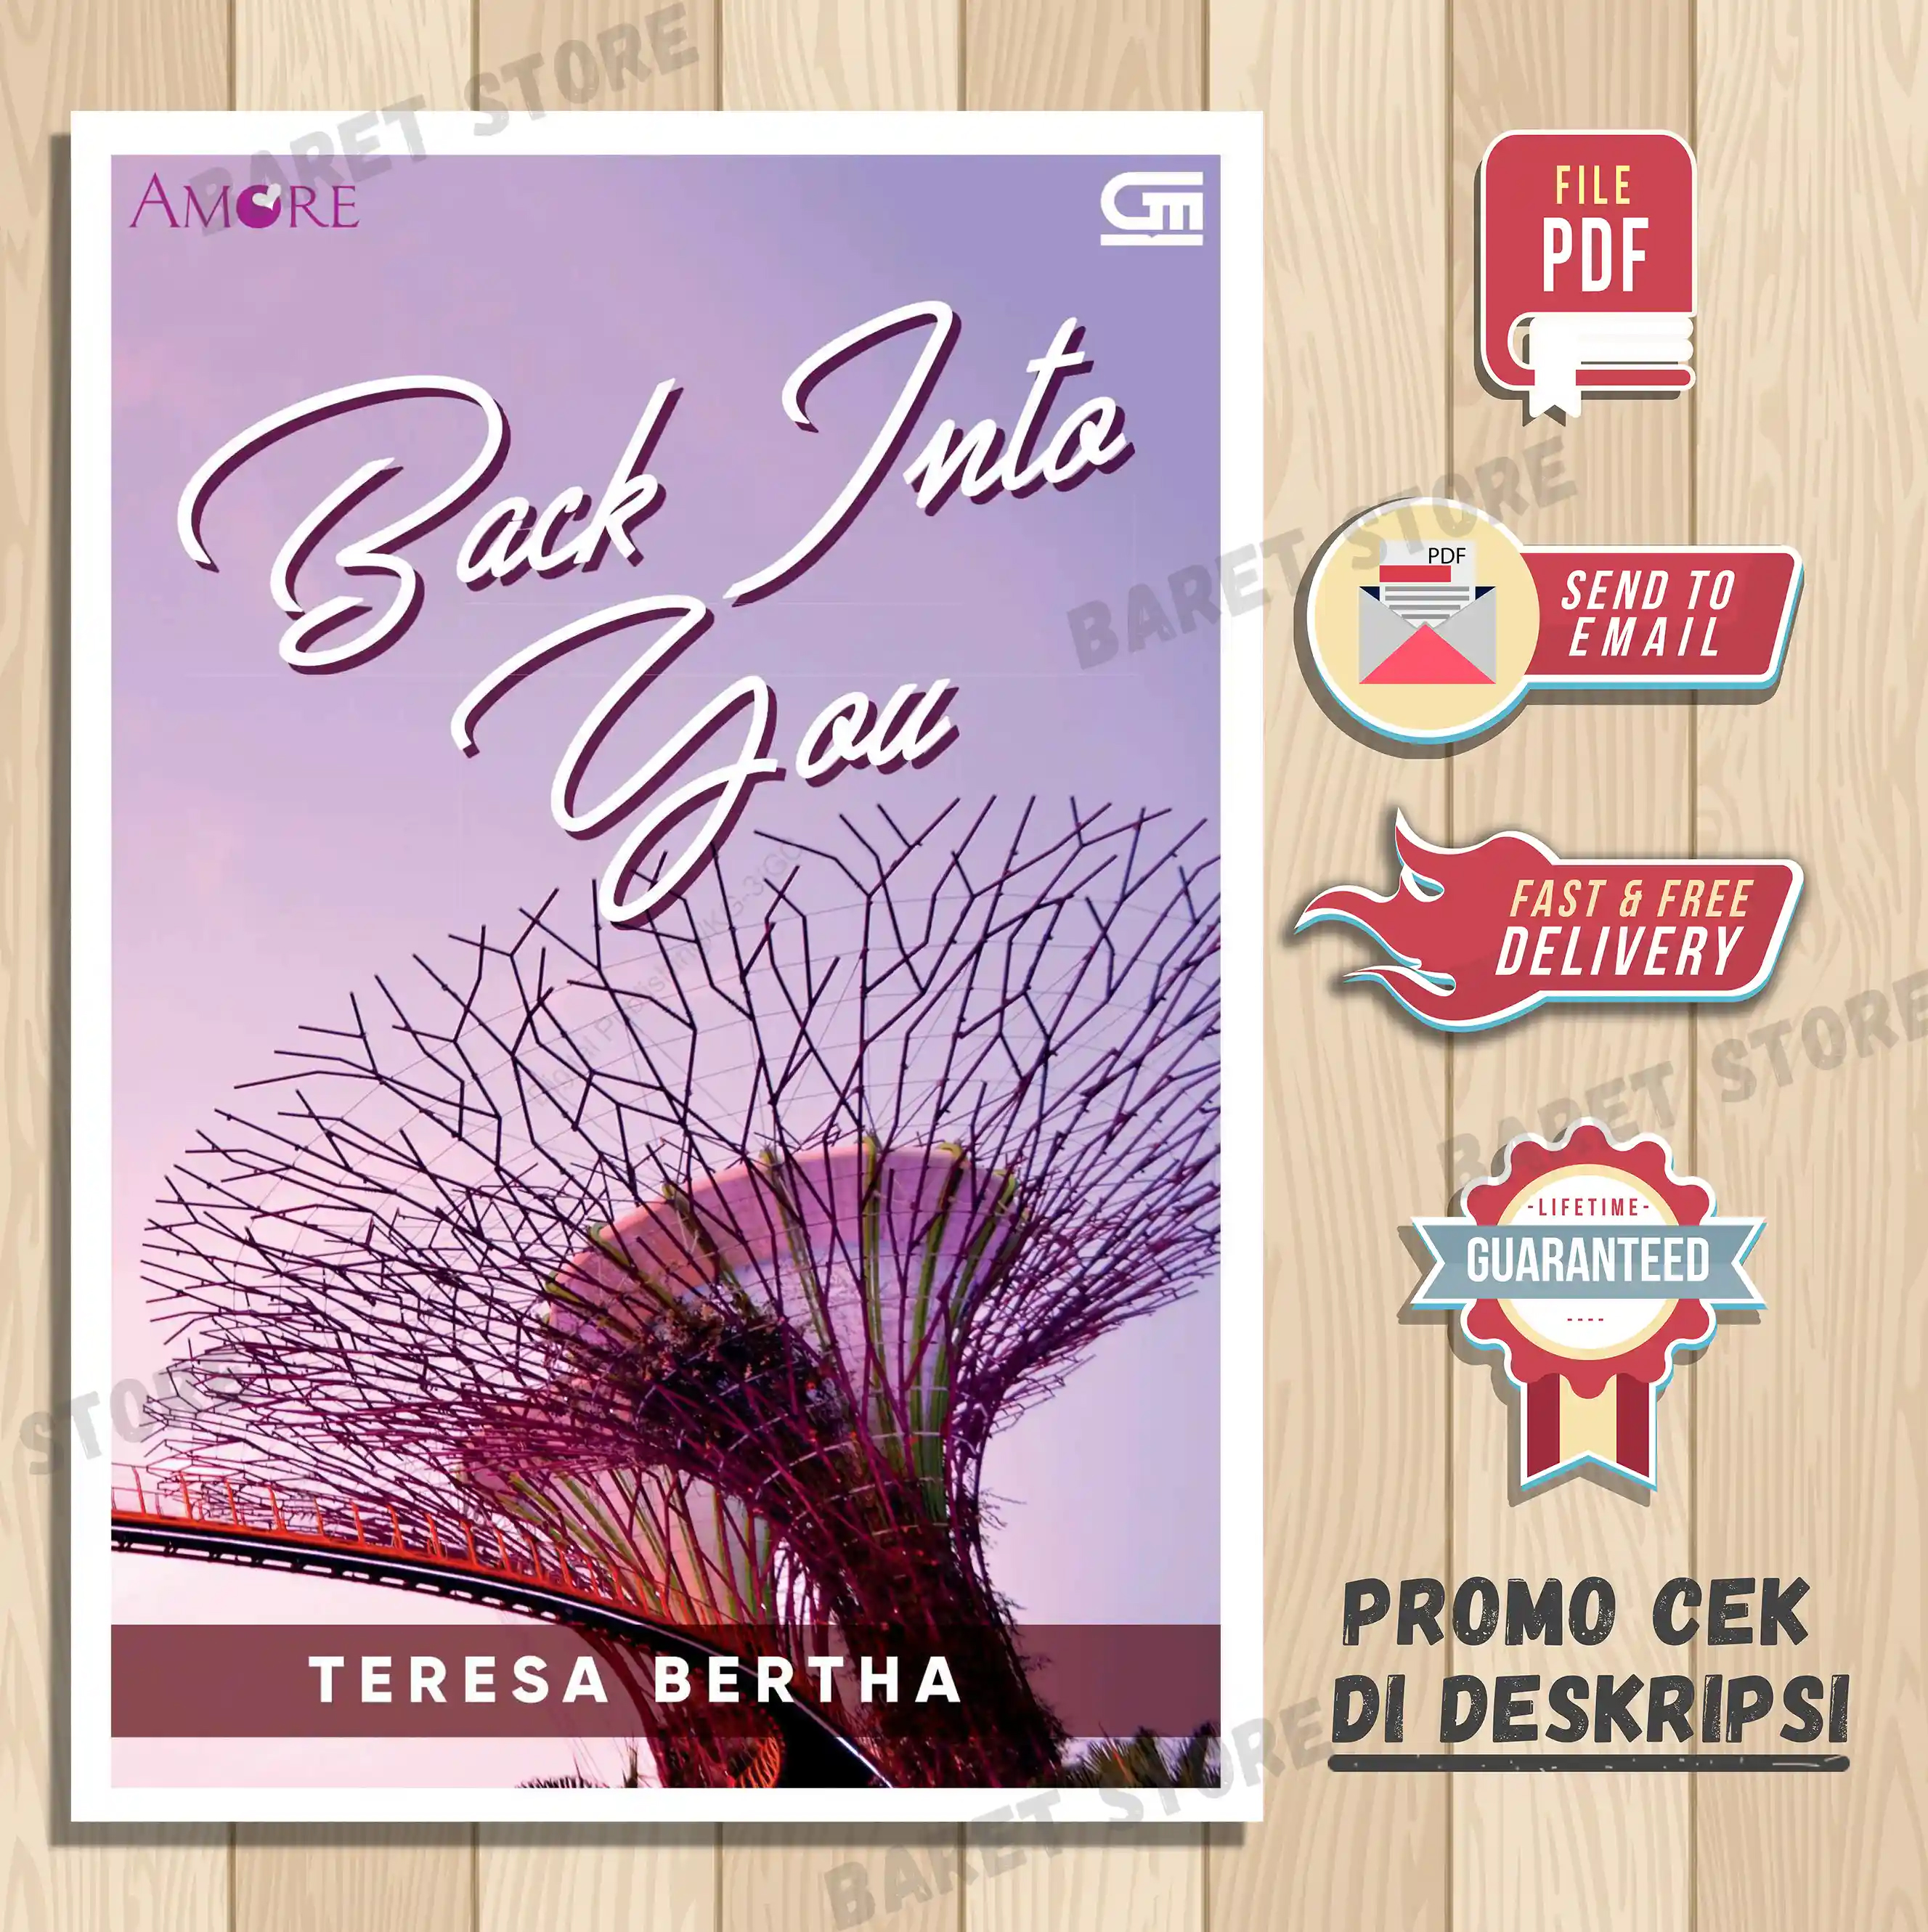 BARET STORE
AMORE
Gm
Back Into
You
TERESA BERTHA
FILE
PDF
BARET STORE
PDF
SEND TO
EMAIL
FAST & FREE
DELIVERY
BARET STORE
-LIFETIME-
GUARANTEED
STORE
PROMO CEK
DI DESKRIPSI
BARET STORE